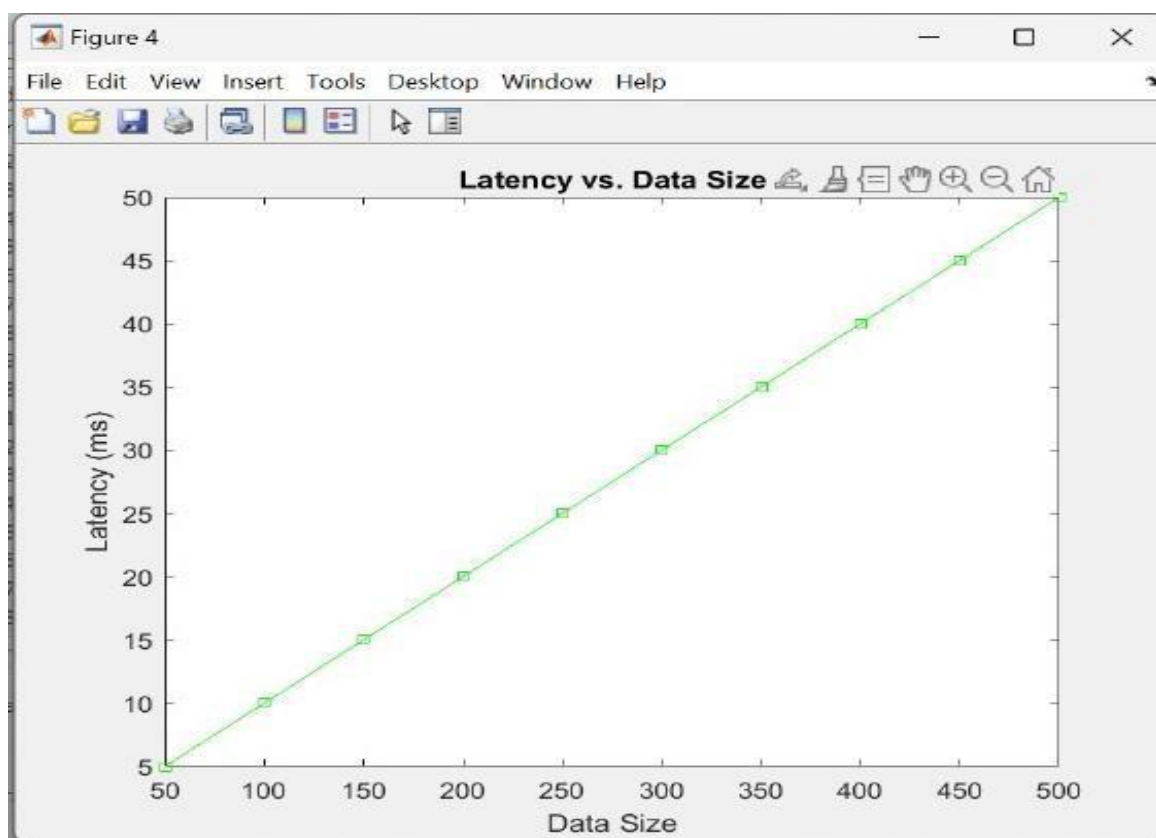 Figure 4
File Edit View Insert Tools Desktop Window Help
Latency vs. Data Size
50
45
40
35
30
25
20
15
10
5
Latency (ms)
50 100 150 200 250 300 350 400 450 500
Data Size